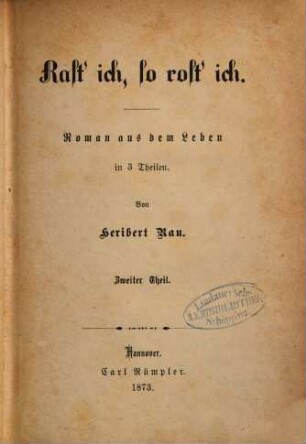 Raſt' ich, ſo roſt' ich.
Roman aus dem Leben
in 3 Theilen.
Von
Heribert Rau.
Zweiter Theil.
Hannover.
Carl Rümpler.
1873.